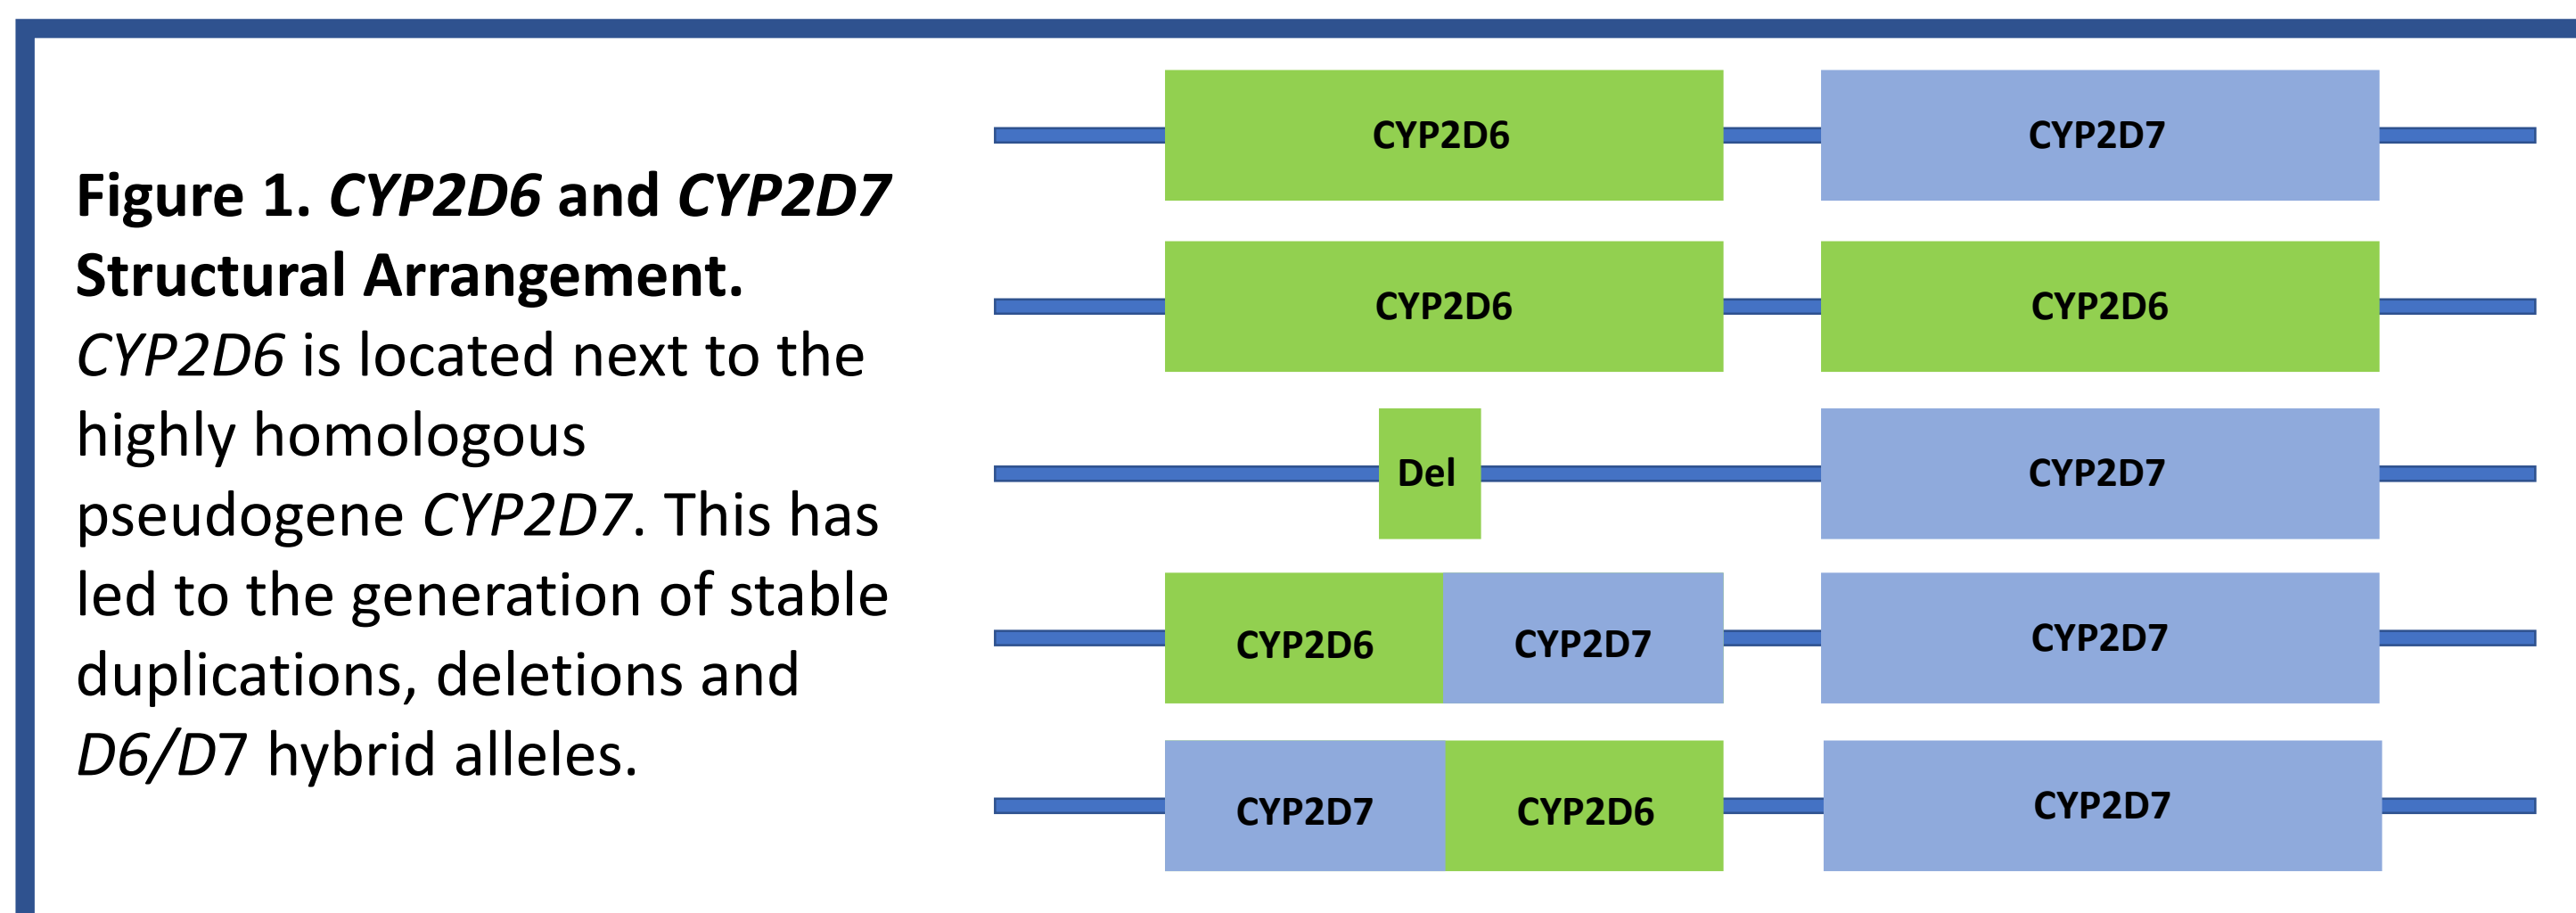 Figure 1. CYP2D6 and CYP2D7
Structural Arrangement.
CYP2D6 is located next to the
highly homologous
pseudogene CYP2D7. This has
led to the generation of stable
duplications, deletions and
D6/D7 hybrid alleles.
CYP2D6 CYP2D7
CYP2D6 CYP2D6
Del CYP2D7
CYP2D6 CYP2D7 CYP2D7
CYP2D7 CYP2D6 CYP2D7